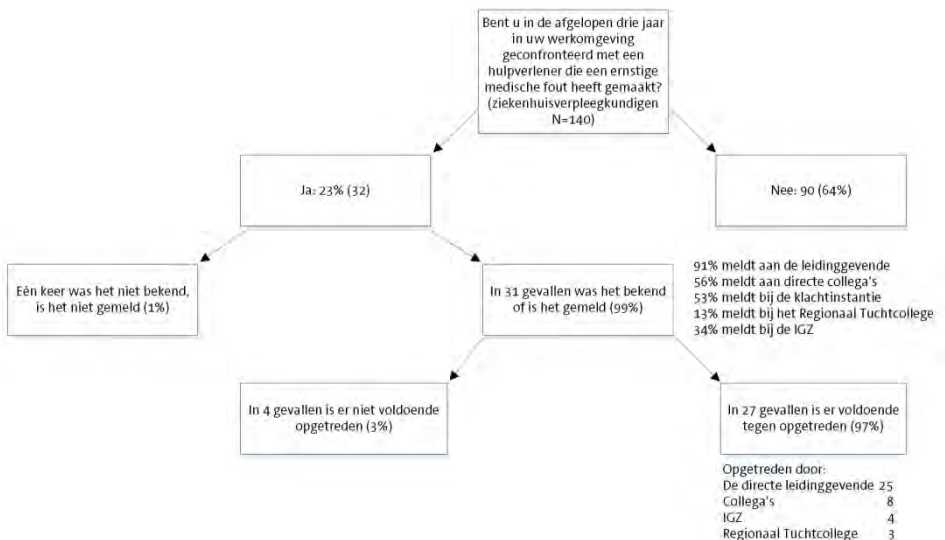 Bent u in de afgelopen drie jaar
in uw werkomgeving
geconfronteerd met een
hulpverlener die een ernstige
medische fout heeft gemaakt?
(ziekenhuisverpleegkundigen
N=140)
Ja: 23% (32)
Nee: 90 (64%)
Eén keer was het niet bekend,
is het niet gemeld (1%)
In 31 gevallen was het bekend
of is het gemeld (99%)
91% meldt aan de leidinggevende
56% meldt aan directe collega's
53% meldt bij de klachtinstantie
13% meldt bij het Regionaal Tuchtcollege
34% meldt bij de IGZ
In 4 gevallen is er niet voldoende
opgetreden (3%)
In 27 gevallen is er voldoende
tegen opgetreden (97%)
Opgetreden door:
De directe leidinggevende 25
Collega's 8
IGZ 4
Regionaal Tuchtcollege 3